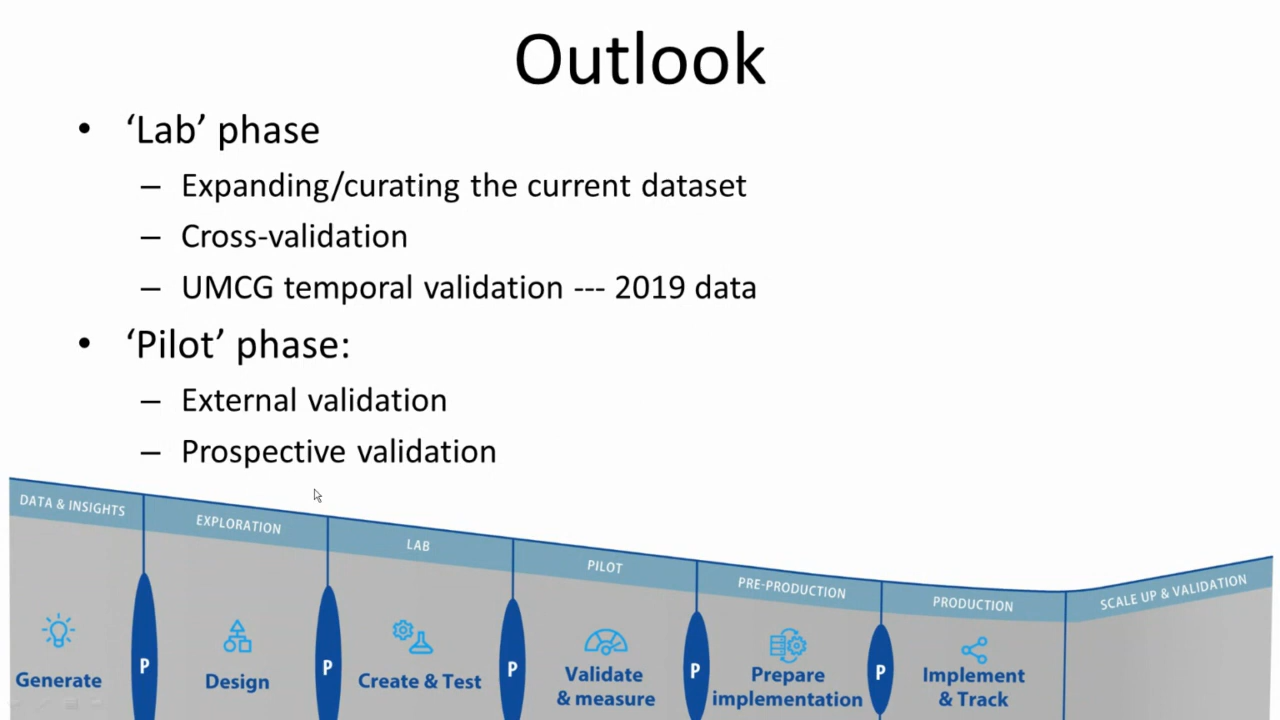 Outlook
• ‘Lab’ phase
– Expanding/curating the current dataset
– Cross-validation
– UMCG temporal validation --- 2019 data
• ‘Pilot’ phase:
– External validation
– Prospective validation
DATA & INSIGHTS
EXPLORATION
LAB
PILOT
PRE-PRODUCTION
PRODUCTION
SCALE UP & VALIDATION
Generate
P
Design
P
Create & Test
P
Validate
& measure
P
Prepare
implementation
P
Implement
& Track